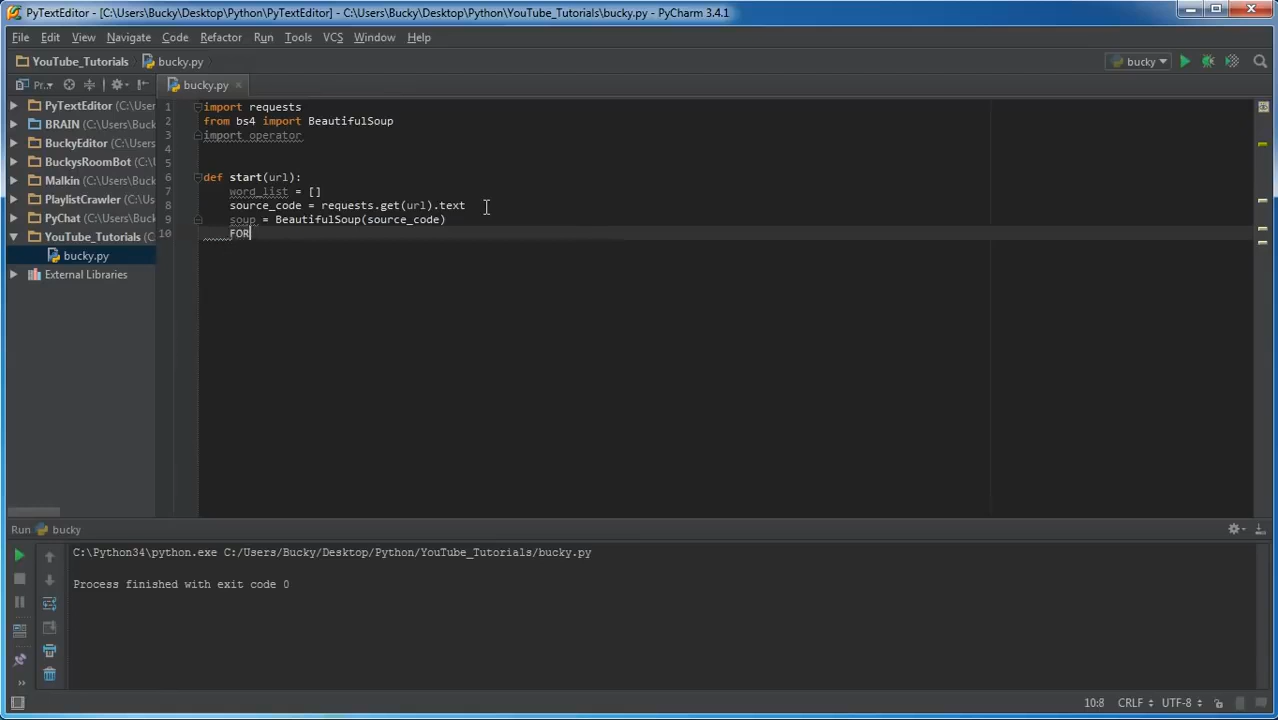 PyTextEditor - [C:\Users\Bucky\Desktop\Python\PyTextEditor] - C:\Users\Bucky\Desktop\Python\YouTube_Tutorials\bucky.py - PyCharm 3.4.1
File Edit View Navigate Code Refactor Run Tools VCS Window Help
YouTube_Tutorials bucky.py bucky
Pr.. bucky.py
PyTextEditor (C:\Use
BRAIN (C:\Users\Buck
BuckyEditor (C:\Users
BuckysRoomBot (C:\U
Malkin (C:\Users\Buck
PlaylistCrawler (C:\Us
PyChat (C:\Users\Buc
YouTube_Tutorials (C:
bucky.py
External Libraries
1 import requests
2 from bs4 import BeautifulSoup
3 import operator
4
5
6 def start(url):
7 word_list = []
8 source_code = requests.get(url).text
9 soup = BeautifulSoup(source_code)
10 FOR
Run bucky
C:\Python34\python.exe C:/Users/Bucky/Desktop/Python/YouTube_Tutorials/bucky.py
Process finished with exit code 0
10:8 CRLF UTF-8